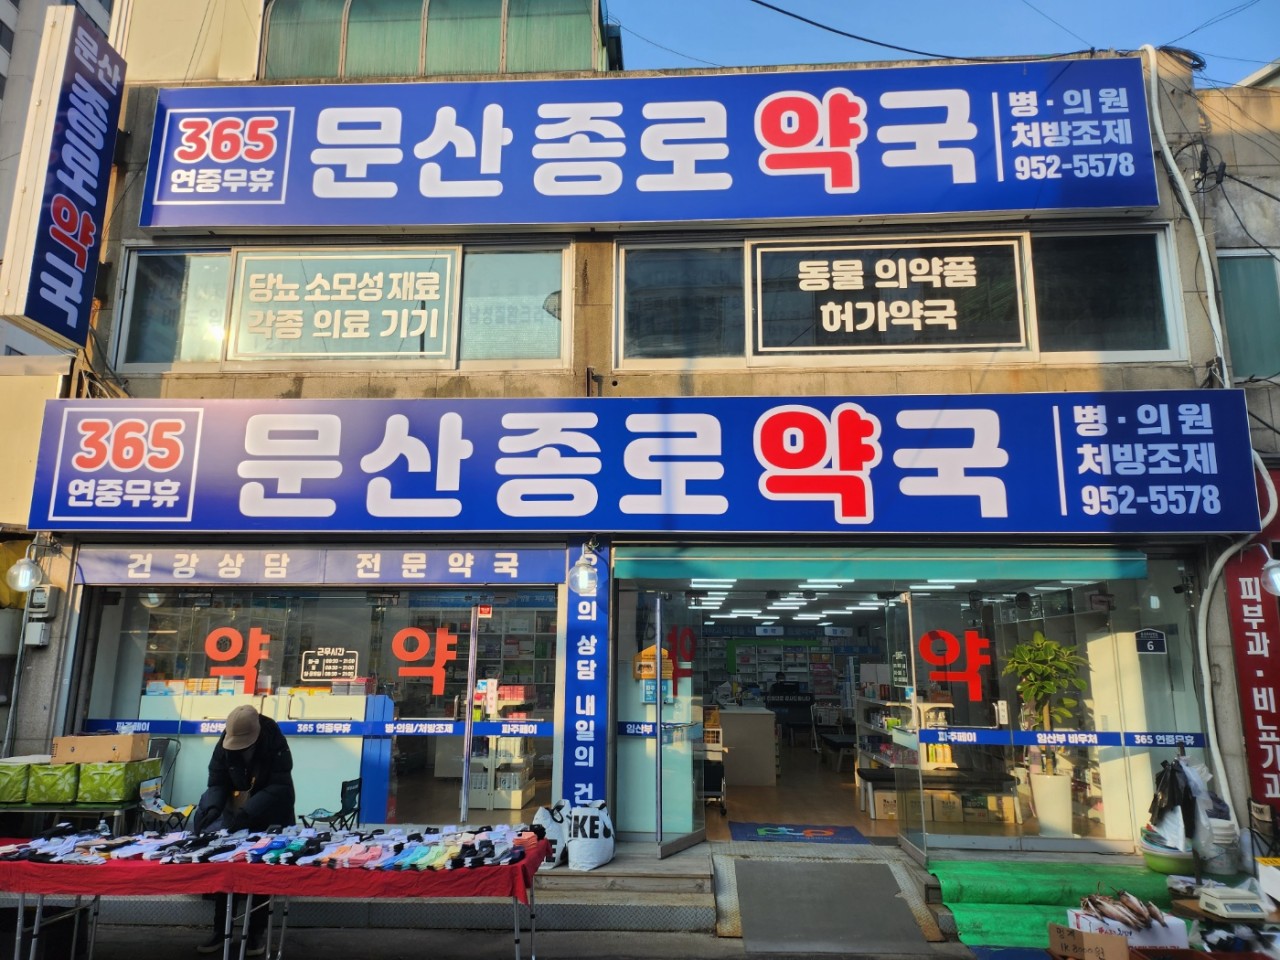 문산종로약국
365
연중무휴
문산종로약국
병·의원
처방조제
952-5578
당뇨 소모성 재료
각종 의료 기기
동물 의약품
허가약국
365
연중무휴
문산종로약국
병·의원
처방조제
952-5578
건강상담 전문약국
의 상담 내일의 건
약
약
약
근무시간
파주페이
임산부
365 연중무휴
병·의원/처방조제
파주페이
임산부
파주페이
임산부 바우처
365 연중무휴
6
피부과·비뇨기과
IKE